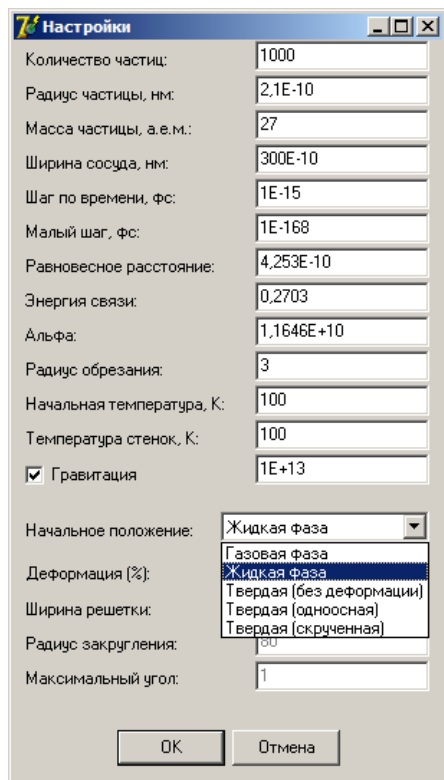 Настройки
Количество частиц: 1000
Радиус частицы, нм: 2,1E-10
Масса частицы, а.е.м.: 27
Ширина сосуда, нм: 300E-10
Шаг по времени, фс: 1E-15
Малый шаг, фс: 1E-168
Равновесное расстояние: 4,253E-10
Энергия связи: 0,2703
Альфа: 1,1646E+10
Радиус обрезания: 3
Начальная температура, К: 100
Температура стенок, К: 100
Гравитация 1E+13
Начальное положение: Жидкая фаза
Газовая фаза
Деформация (%): Жидкая фаза
Твердая (без деформации)
Ширина решетки: Твердая (одноосная)
Твердая (скрученная)
Радиус закругления: 80
Максимальный угол: 1
OK Отмена